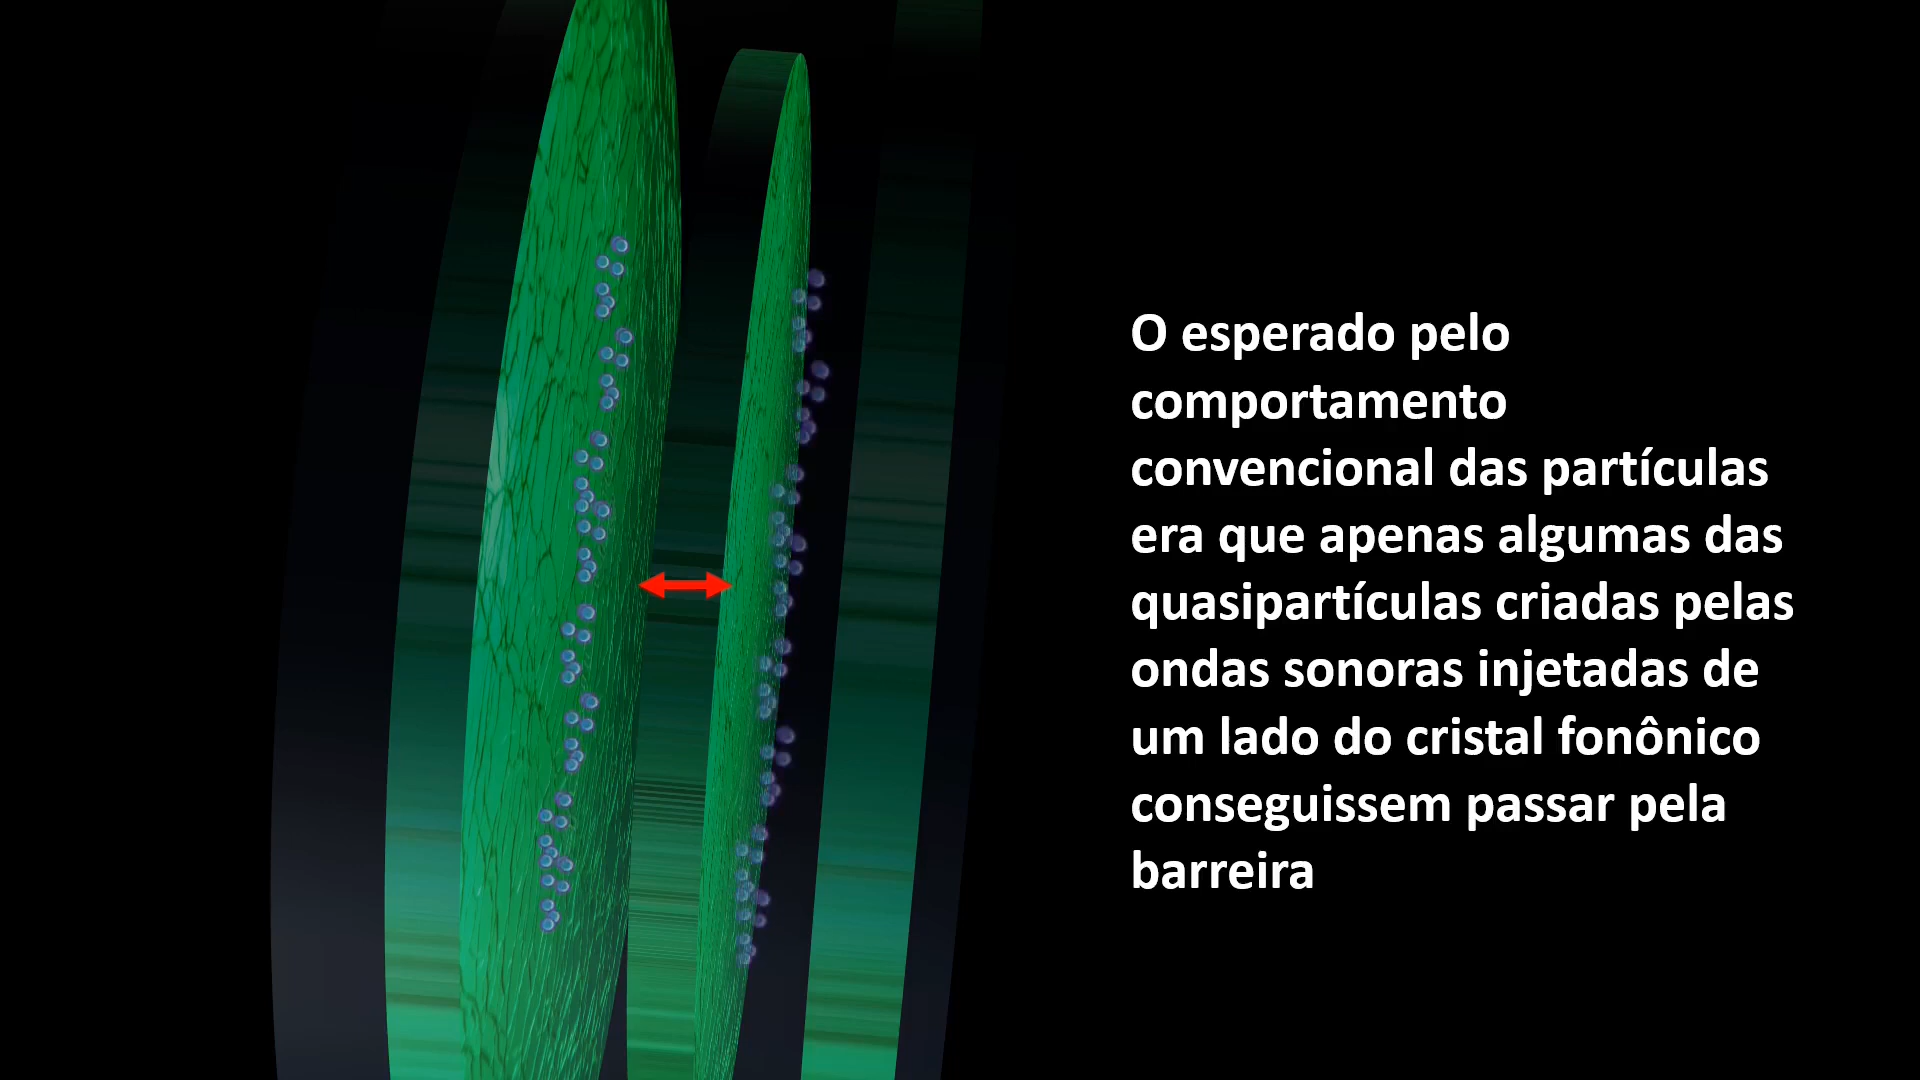 O esperado pelo
comportamento
convencional das partículas
era que apenas algumas das
quasipartículas criadas pelas
ondas sonoras injetadas de
um lado do cristal fonônico
conseguissem passar pela
barreira